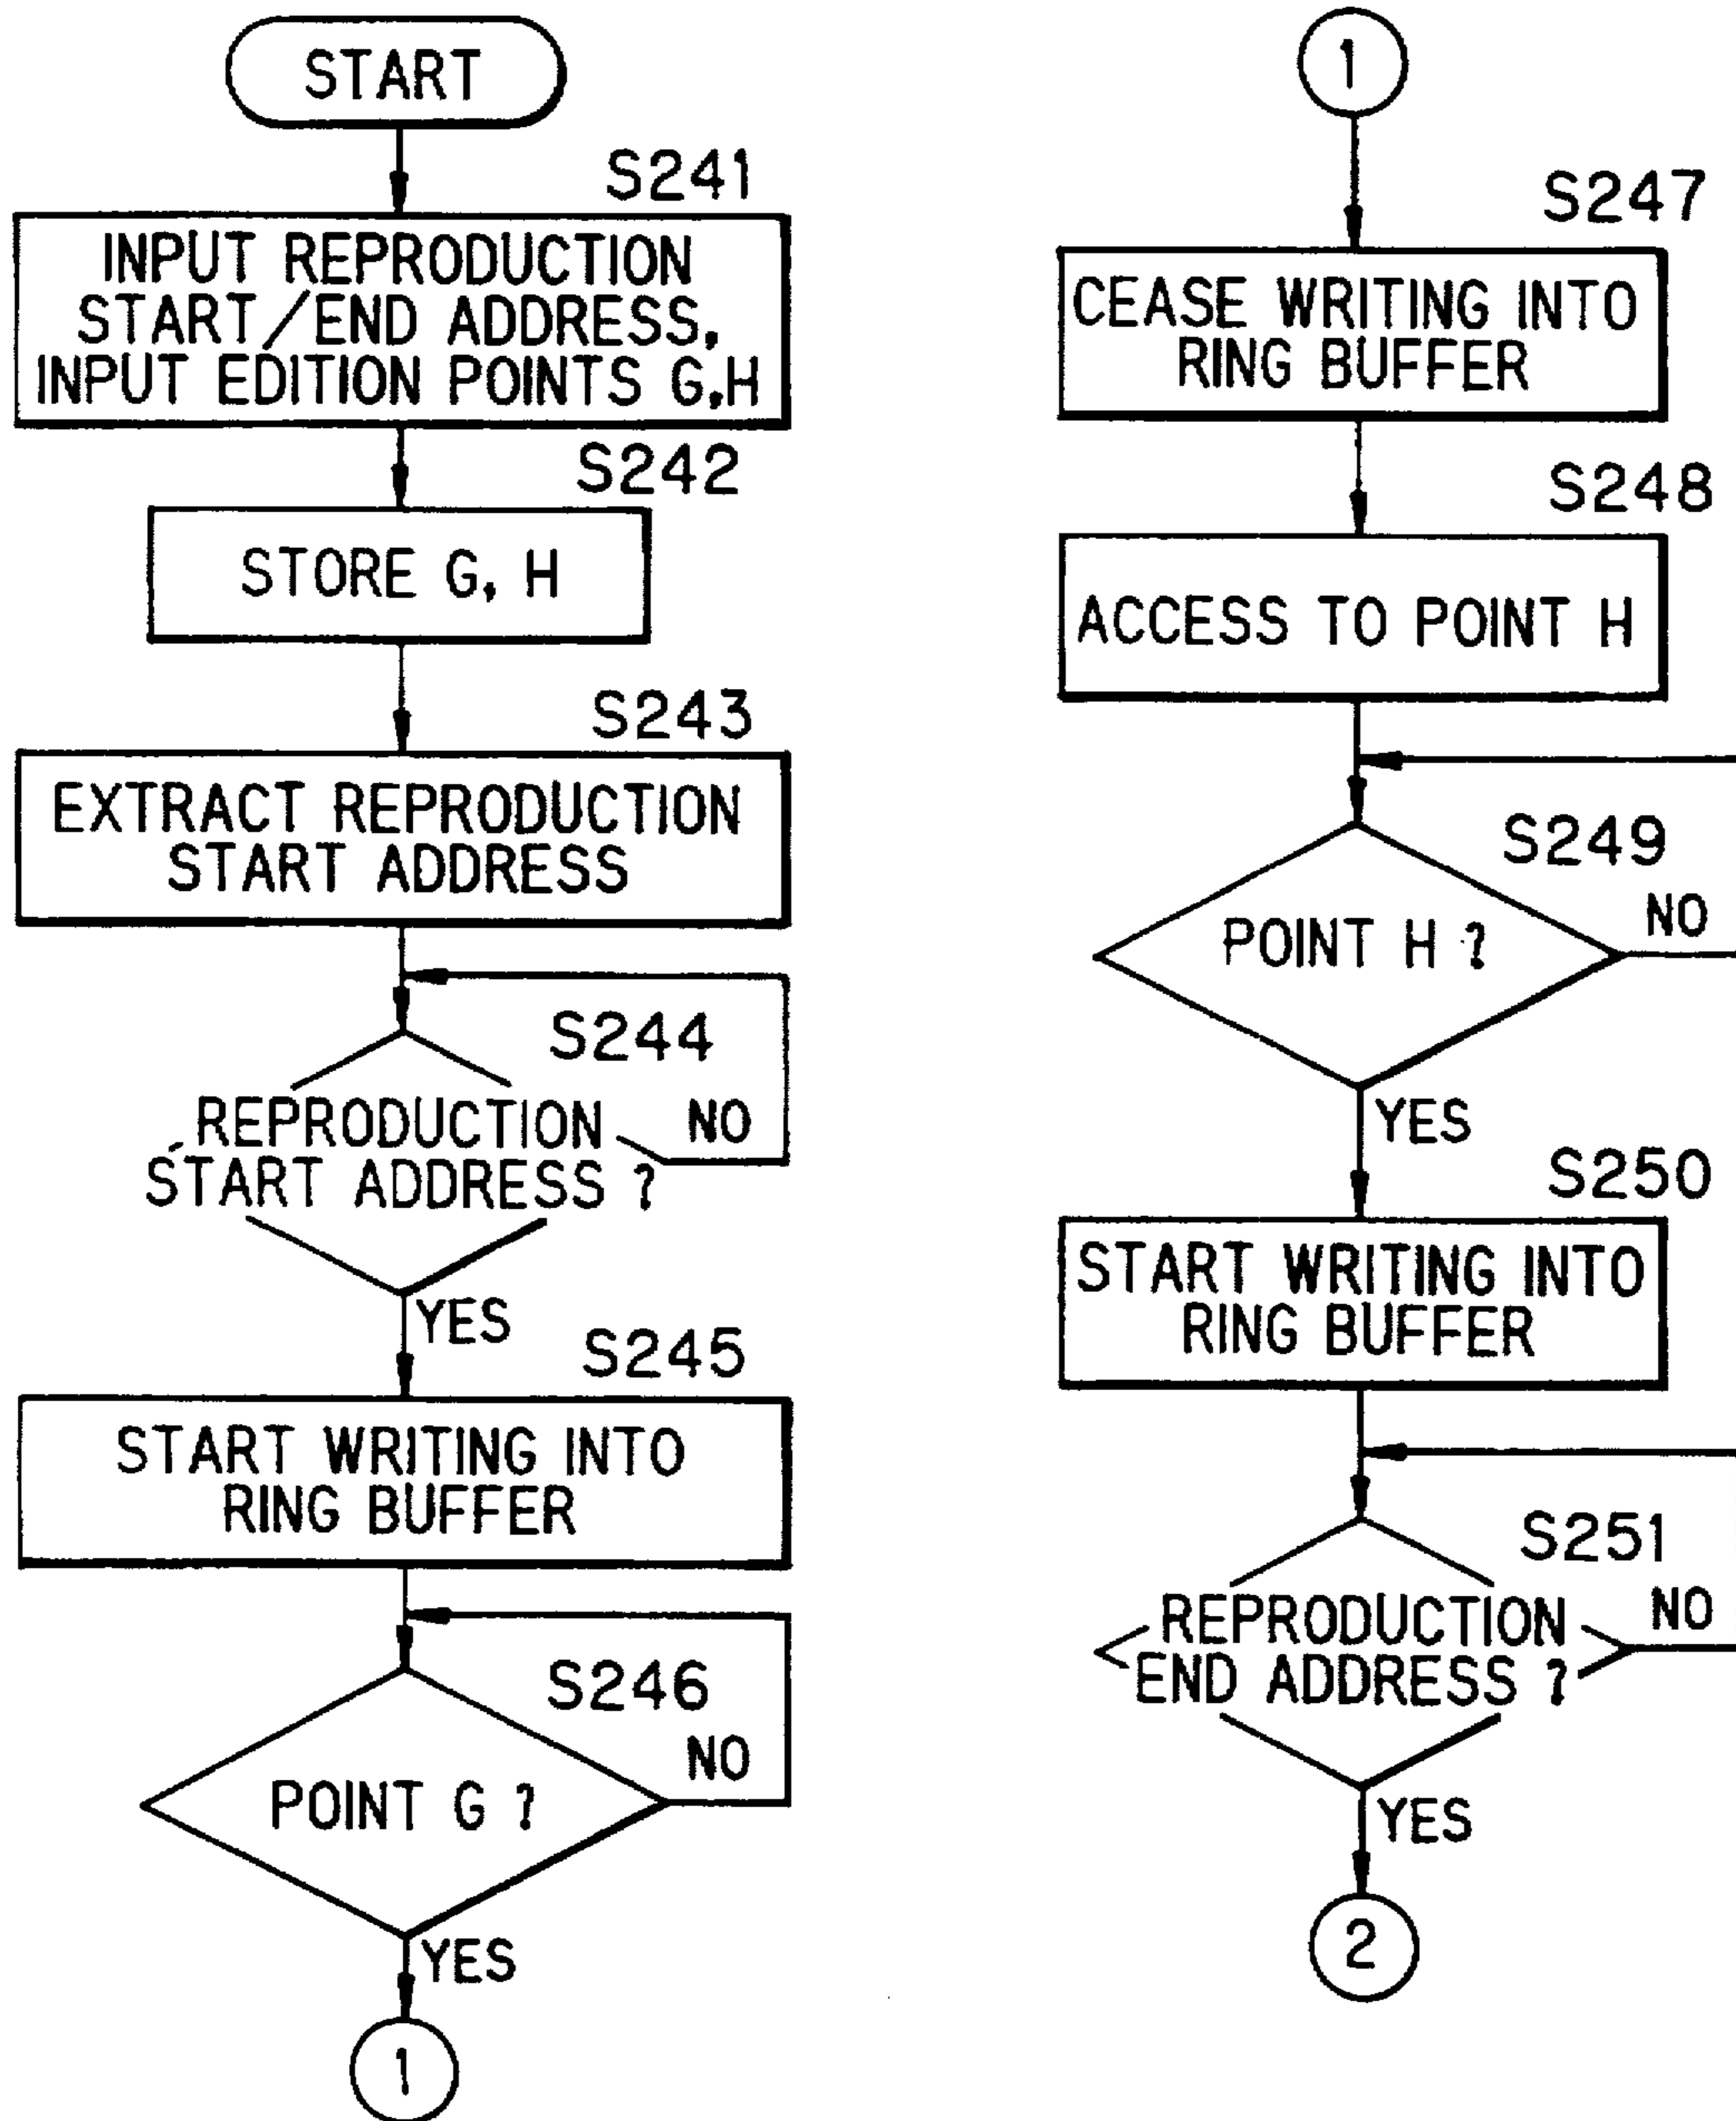 START
S241
INPUT REPRODUCTION
START/END ADDRESS,
INPUT EDITION POINTS G,H
S242
STORE G, H
S243
EXTRACT REPRODUCTION
START ADDRESS
S244
REPRODUCTION
START ADDRESS ?
NO
YES
S245
START WRITING INTO
RING BUFFER
S246
POINT G ?
NO
YES
1
1
S247
CEASE WRITING INTO
RING BUFFER
S248
ACCESS TO POINT H
S249
POINT H ?
NO
YES
S250
START WRITING INTO
RING BUFFER
S251
REPRODUCTION
END ADDRESS ?
NO
YES
2